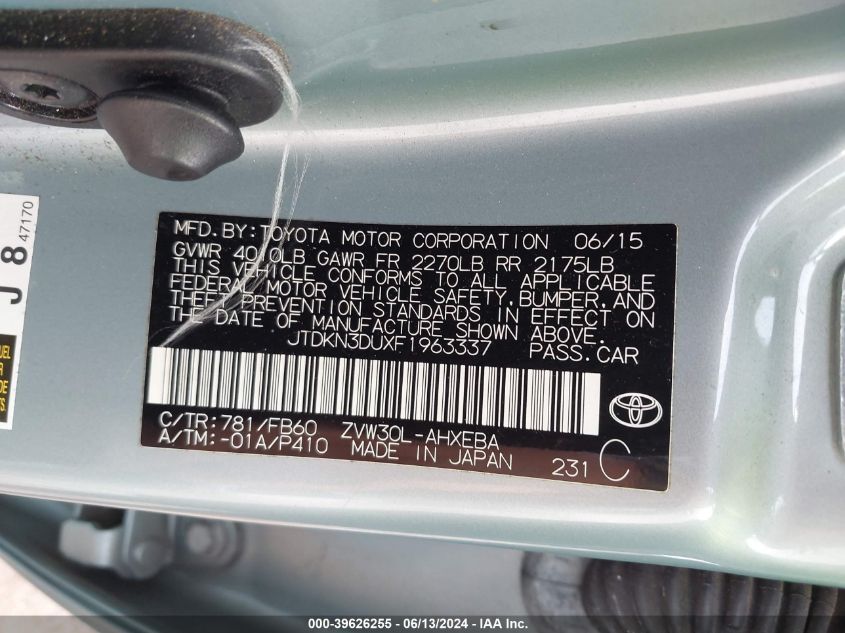 MFD.BY:TOYOTA MOTOR CORPORATION 06/15
GVWR 4010LB GAWR FR 2270LB RR 2175LB
THIS VEHICLE CONFORMS TO ALL APPLICABLE
FEDERAL MOTOR VEHICLE SAFETY,BUMPER,AND
THEFT PREVENTION STANDARDS IN EFFECT ON
THE DATE OF MANUFACTURE SHOWN ABOVE.
JTDKN3DUXF1963337 PASS.CAR
C/TR:781/FB60 ZVW30L-AHXEBA
A/TM:-01A/P410 MADE IN JAPAN 231 C
J 8
47170
000-39626255 - 06/13/2024 - IAA Inc.